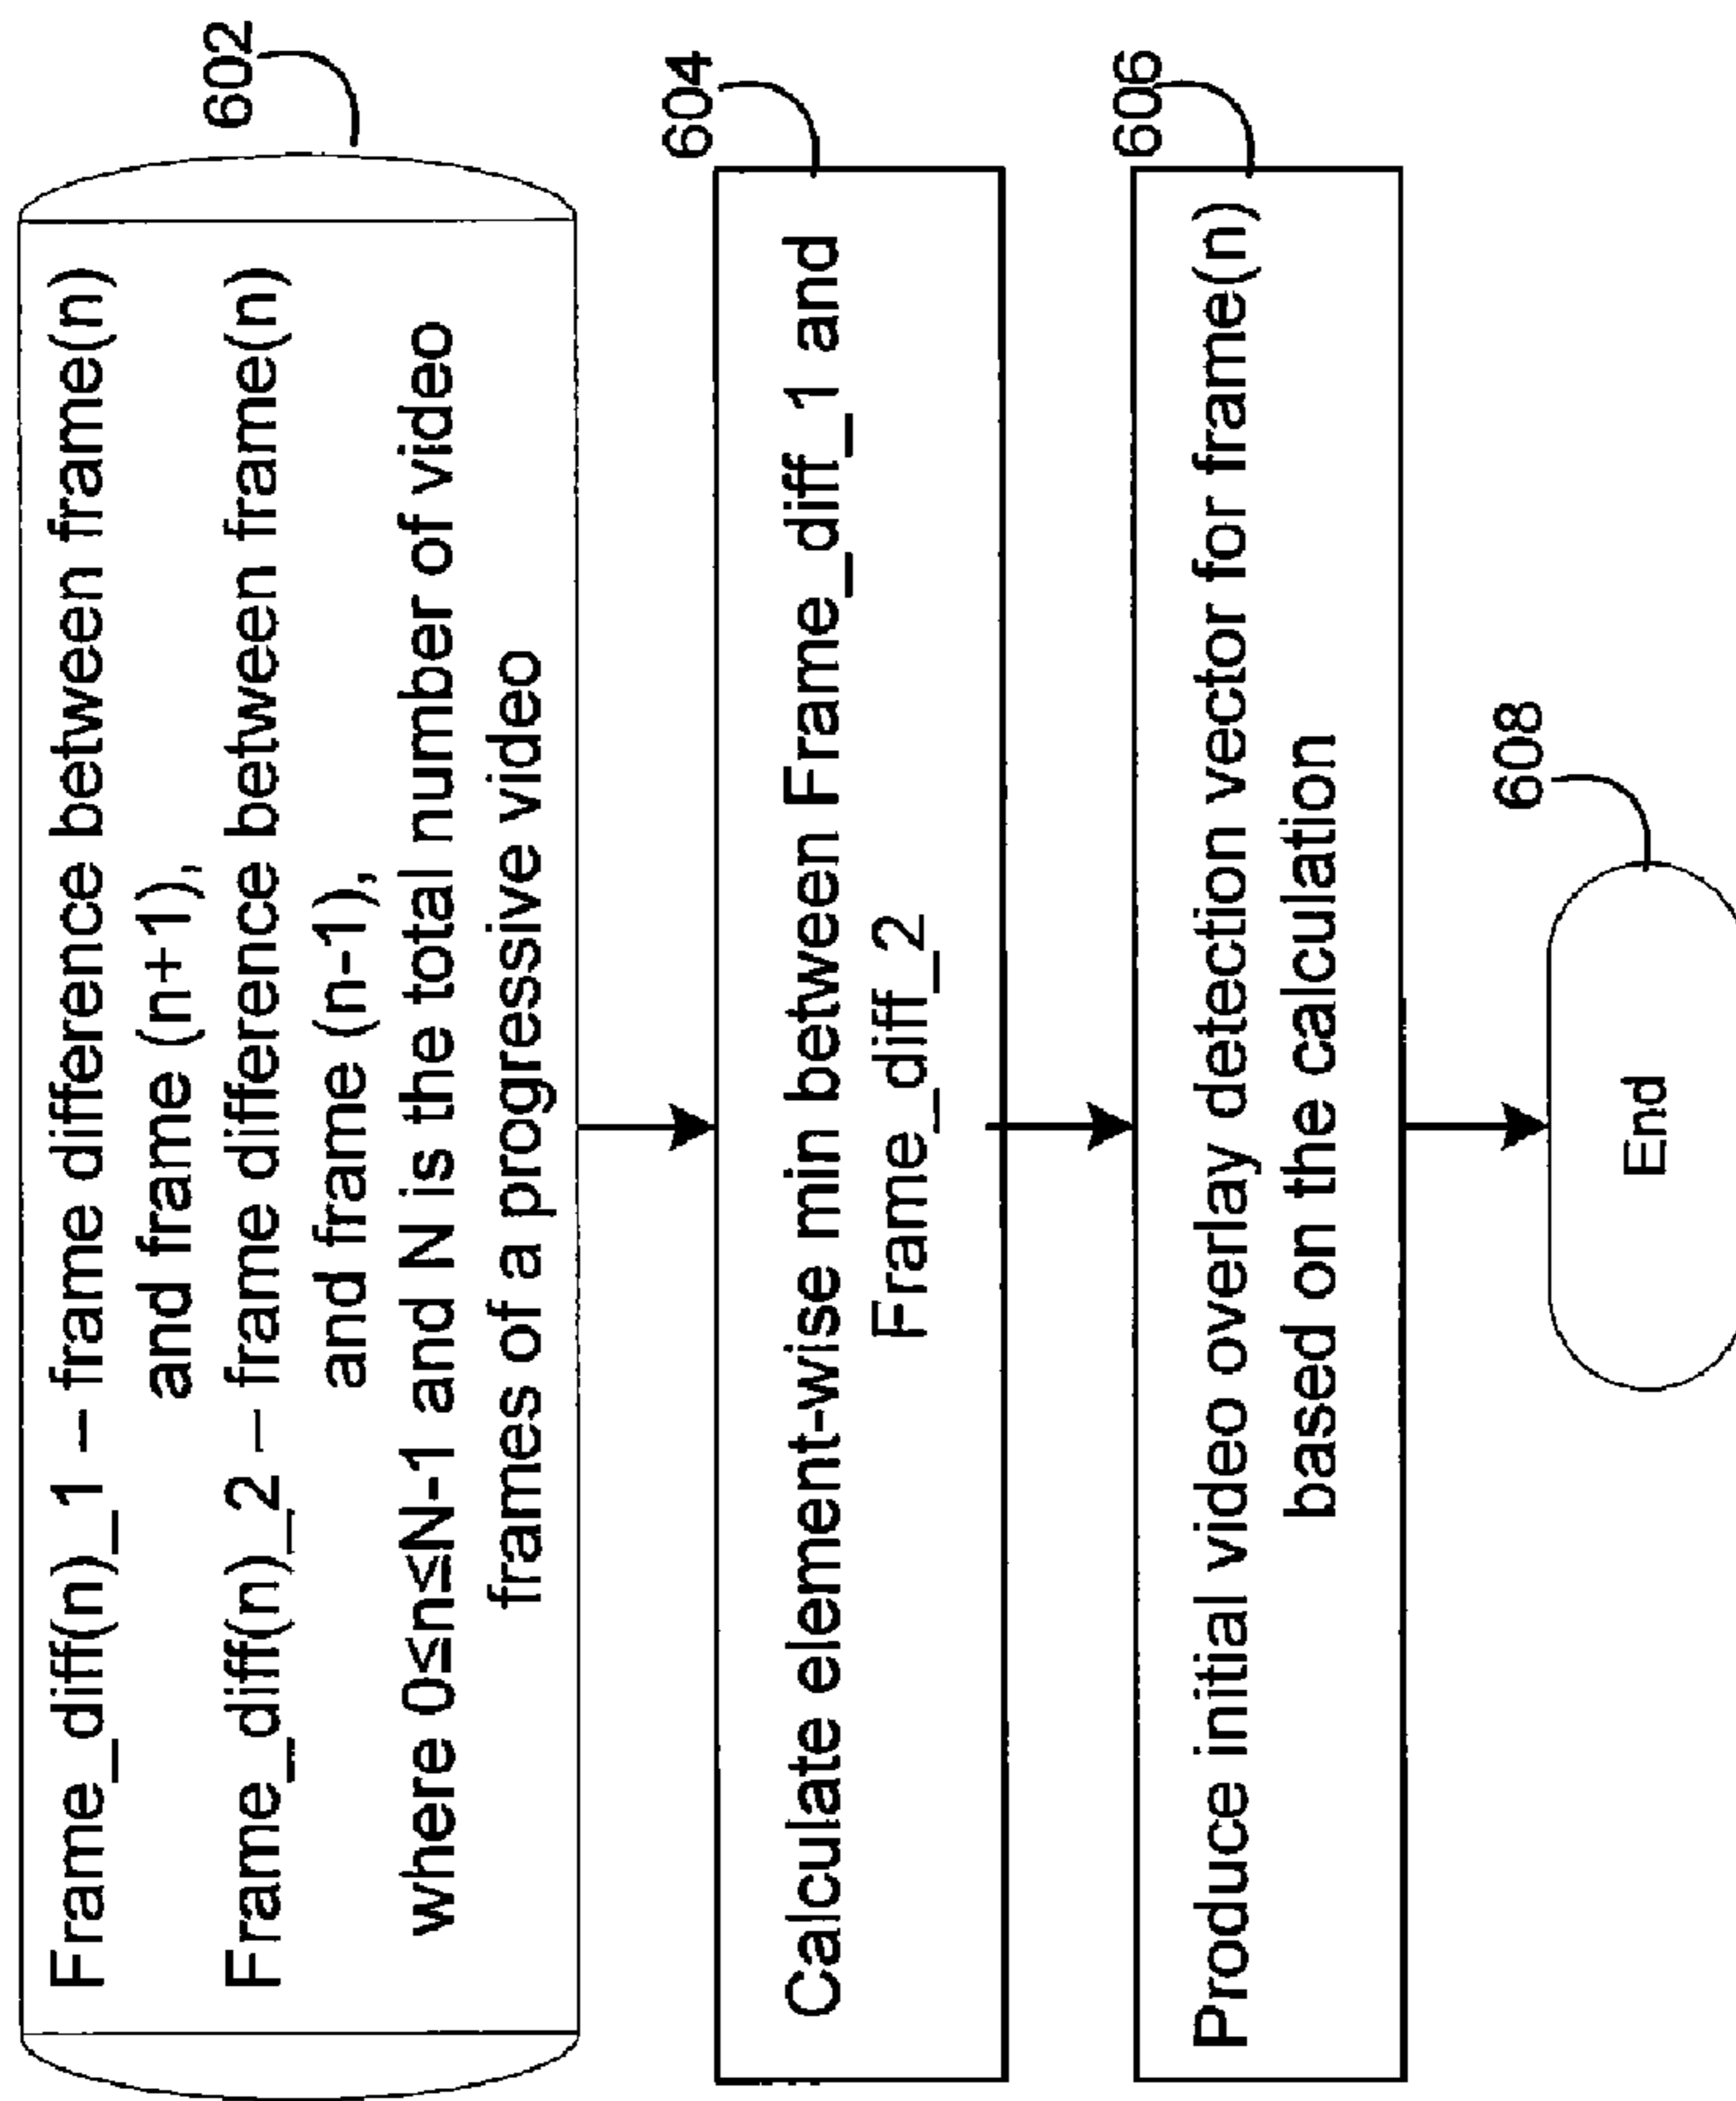 602
Frame_diff(n)_1 – frame difference between frame(n)
and frame (n+1),
Frame_diff(n)_2 – frame difference between frame(n)
and frame (n-1),
where 0≤n≤N-1 and N is the total number of video
frames of a progressive video
604
Calculate element-wise min between Frame_diff_1 and
Frame_diff_2
606
Produce initial video overlay detection vector for frame(n)
based on the calculation
608
End